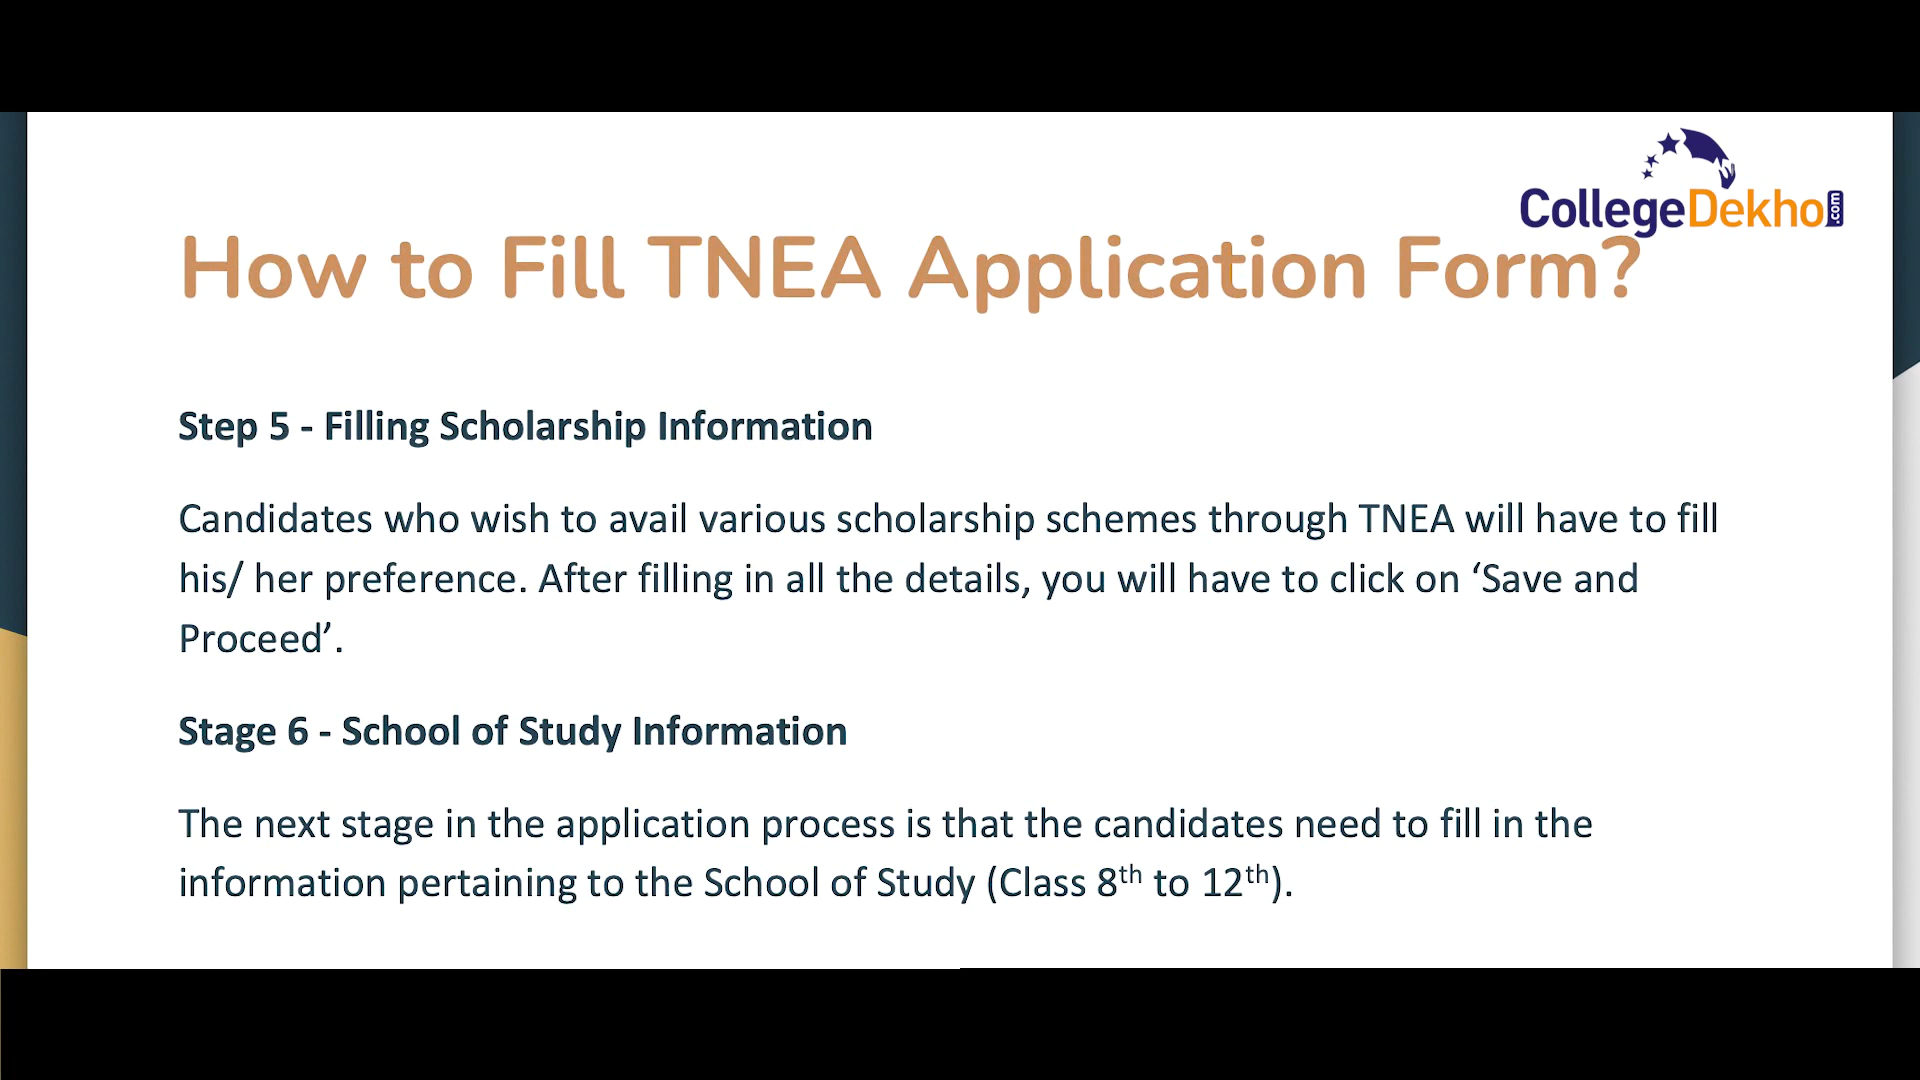 CollegeDekho.com
How to Fill TNEA Application Form?
Step 5 - Filling Scholarship Information
Candidates who wish to avail various scholarship schemes through TNEA will have to fill
his/ her preference. After filling in all the details, you will have to click on ‘Save and
Proceed’.
Stage 6 - School of Study Information
The next stage in the application process is that the candidates need to fill in the
information pertaining to the School of Study (Class 8th to 12th).